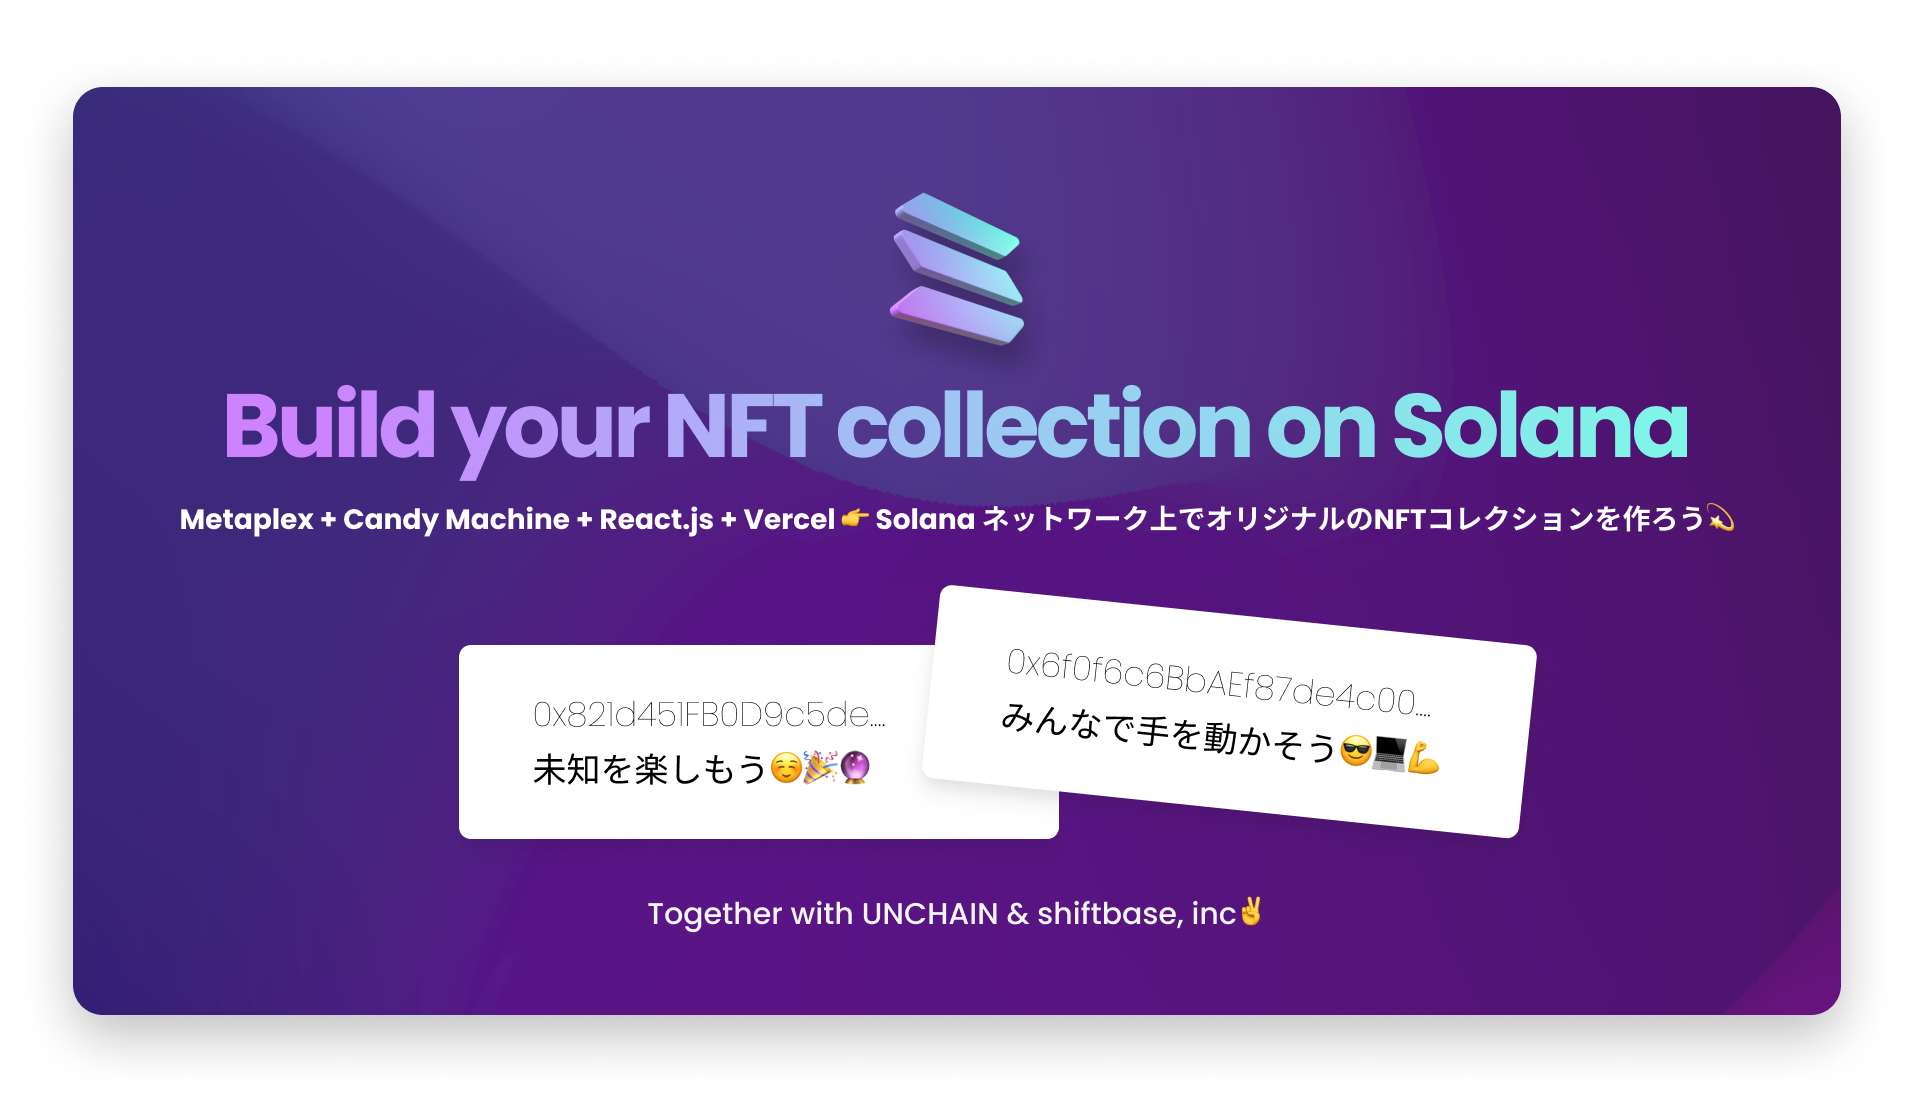 Build your NFT collection on Solana
Metaplex + Candy Machine + React.js + Vercel 👉 Solana ネットワーク上でオリジナルのNFTコレクションを作ろう💫
0x821d451FB0D9c5de....
未知を楽しもう☺️🎉🔮
0x6f0f6c6BbAEf87de4c00....
みんなで手を動かそう😎💻💪
Together with UNCHAIN & shiftbase, inc✌️